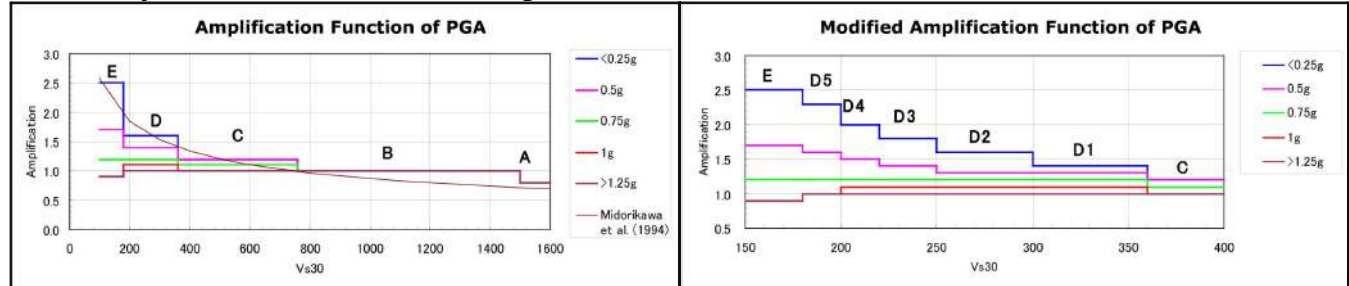 Amplification Function of PGA
3.0
2.5
2.0
1.5
1.0
0.5
0.0
Amplification
E
D
C
B
A
0
200
400
600
800
1000
1200
1400
1600
Vs30
<0.25g
0.5g
0.75g
1g
>1.25g
Midorikawa
et al. (1994)
Modified Amplification Function of PGA
3.0
2.5
2.0
1.5
1.0
0.5
Amplification
E
D5
D4
D3
D2
D1
C
150
200
250
300
350
400
Vs30
<0.25g
0.5g
0.75g
1g
>1.25g